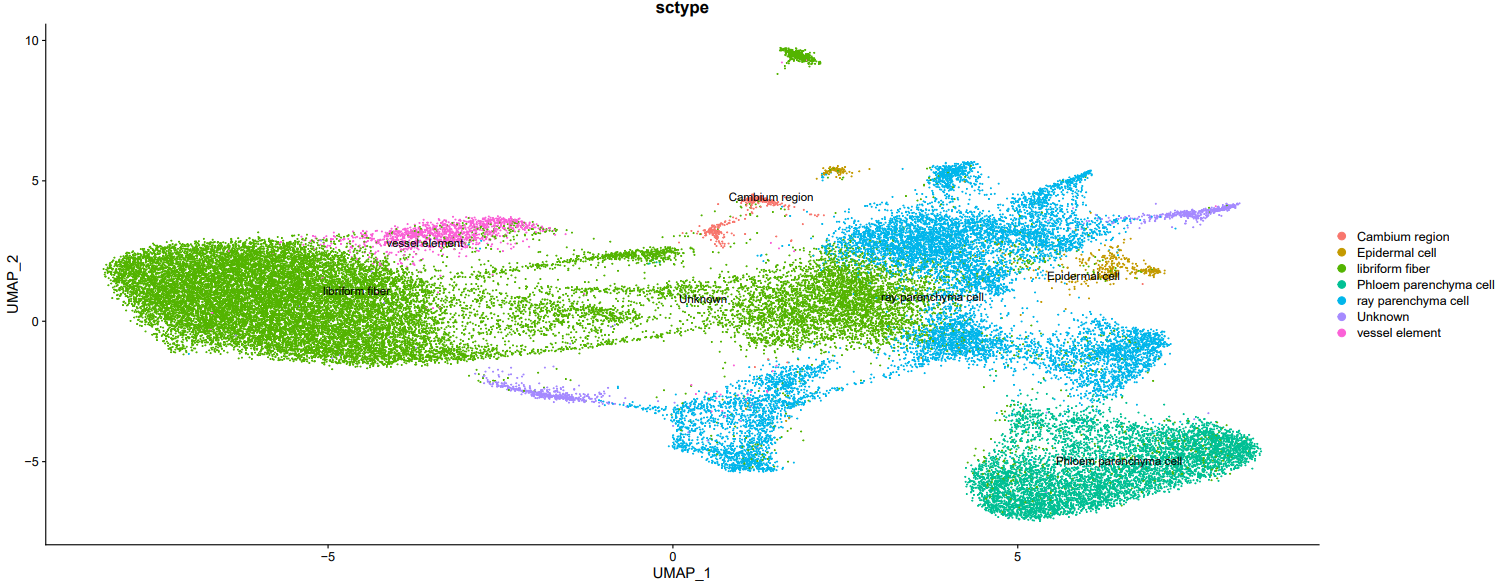 sctype
10
5
0
−5
UMAP_2
Cambium region
vessel element
libriform fiber
Unknown
ray parenchyma cell
Epidermal cell
Phloem parenchyma cell
−5
0
5
UMAP_1
Cambium region
Epidermal cell
libriform fiber
Phloem parenchyma cell
ray parenchyma cell
Unknown
vessel element